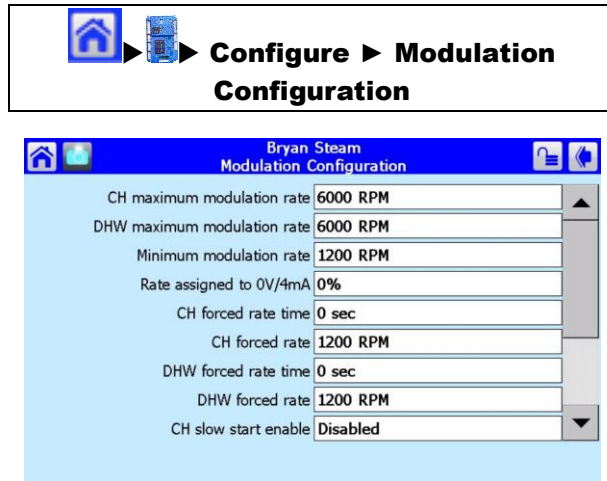 ► ► Configure ► Modulation
Configuration
Bryan Steam
Modulation Configuration
CH maximum modulation rate 6000 RPM
DHW maximum modulation rate 6000 RPM
Minimum modulation rate 1200 RPM
Rate assigned to 0V/4mA 0%
CH forced rate time 0 sec
CH forced rate 1200 RPM
DHW forced rate time 0 sec
DHW forced rate 1200 RPM
CH slow start enable Disabled